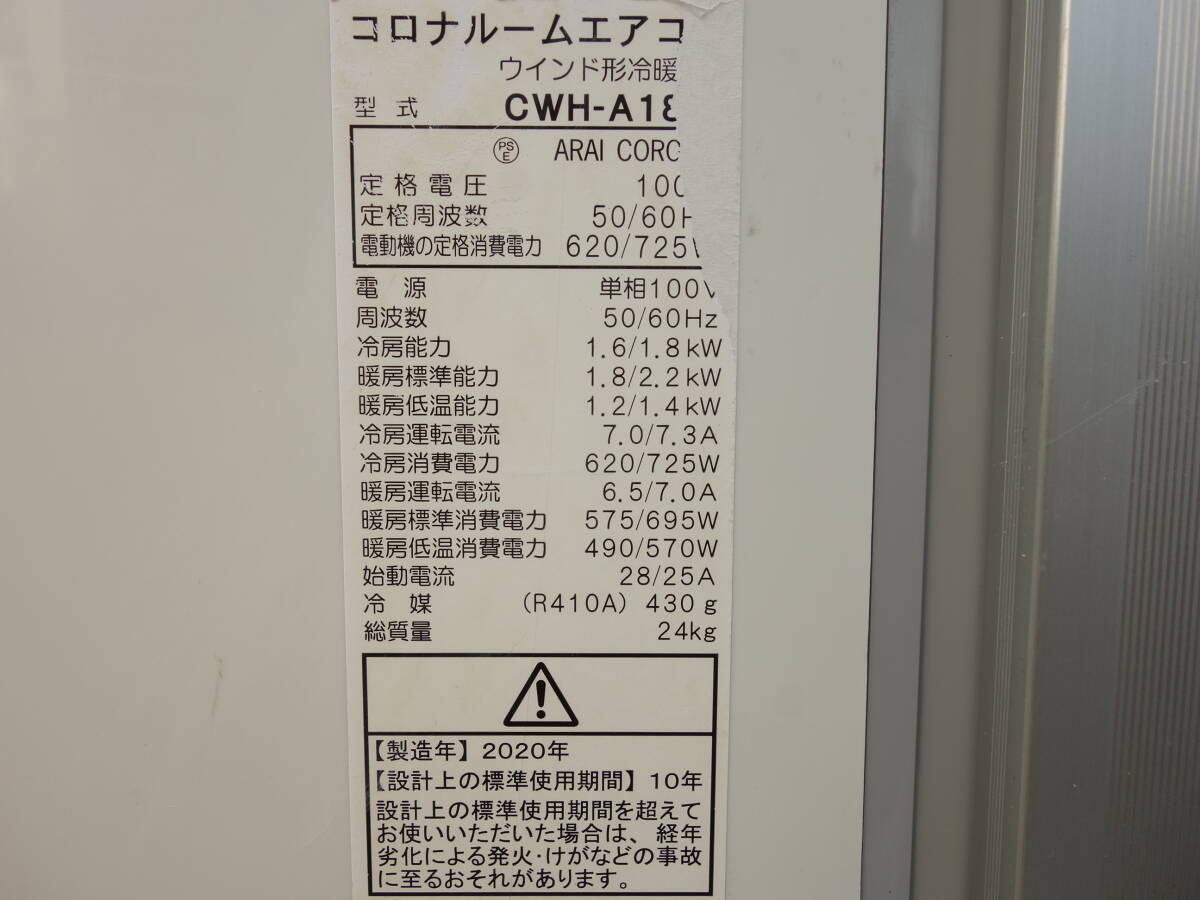 コロナルームエアコ
ウインド形冷暖
型式 CWH-A18
PSE ARAI CORO
定格電圧 100
定格周波数 50/60H
電動機の定格消費電力 620/725W
電源 単相100V
周波数 50/60Hz
冷房能力 1.6/1.8kW
暖房標準能力 1.8/2.2kW
暖房低温能力 1.2/1.4kW
冷房運転電流 7.0/7.3A
冷房消費電力 620/725W
暖房運転電流 6.5/7.0A
暖房標準消費電力 575/695W
暖房低温消費電力 490/570W
始動電流 28/25A
冷媒 (R410A) 430g
総質量 24kg
【製造年】2020年
【設計上の標準使用期間】10年
設計上の標準使用期間を超えて
お使いいただいた場合は、経年
劣化による発火・けがなどの事故
に至るおそれがあります。